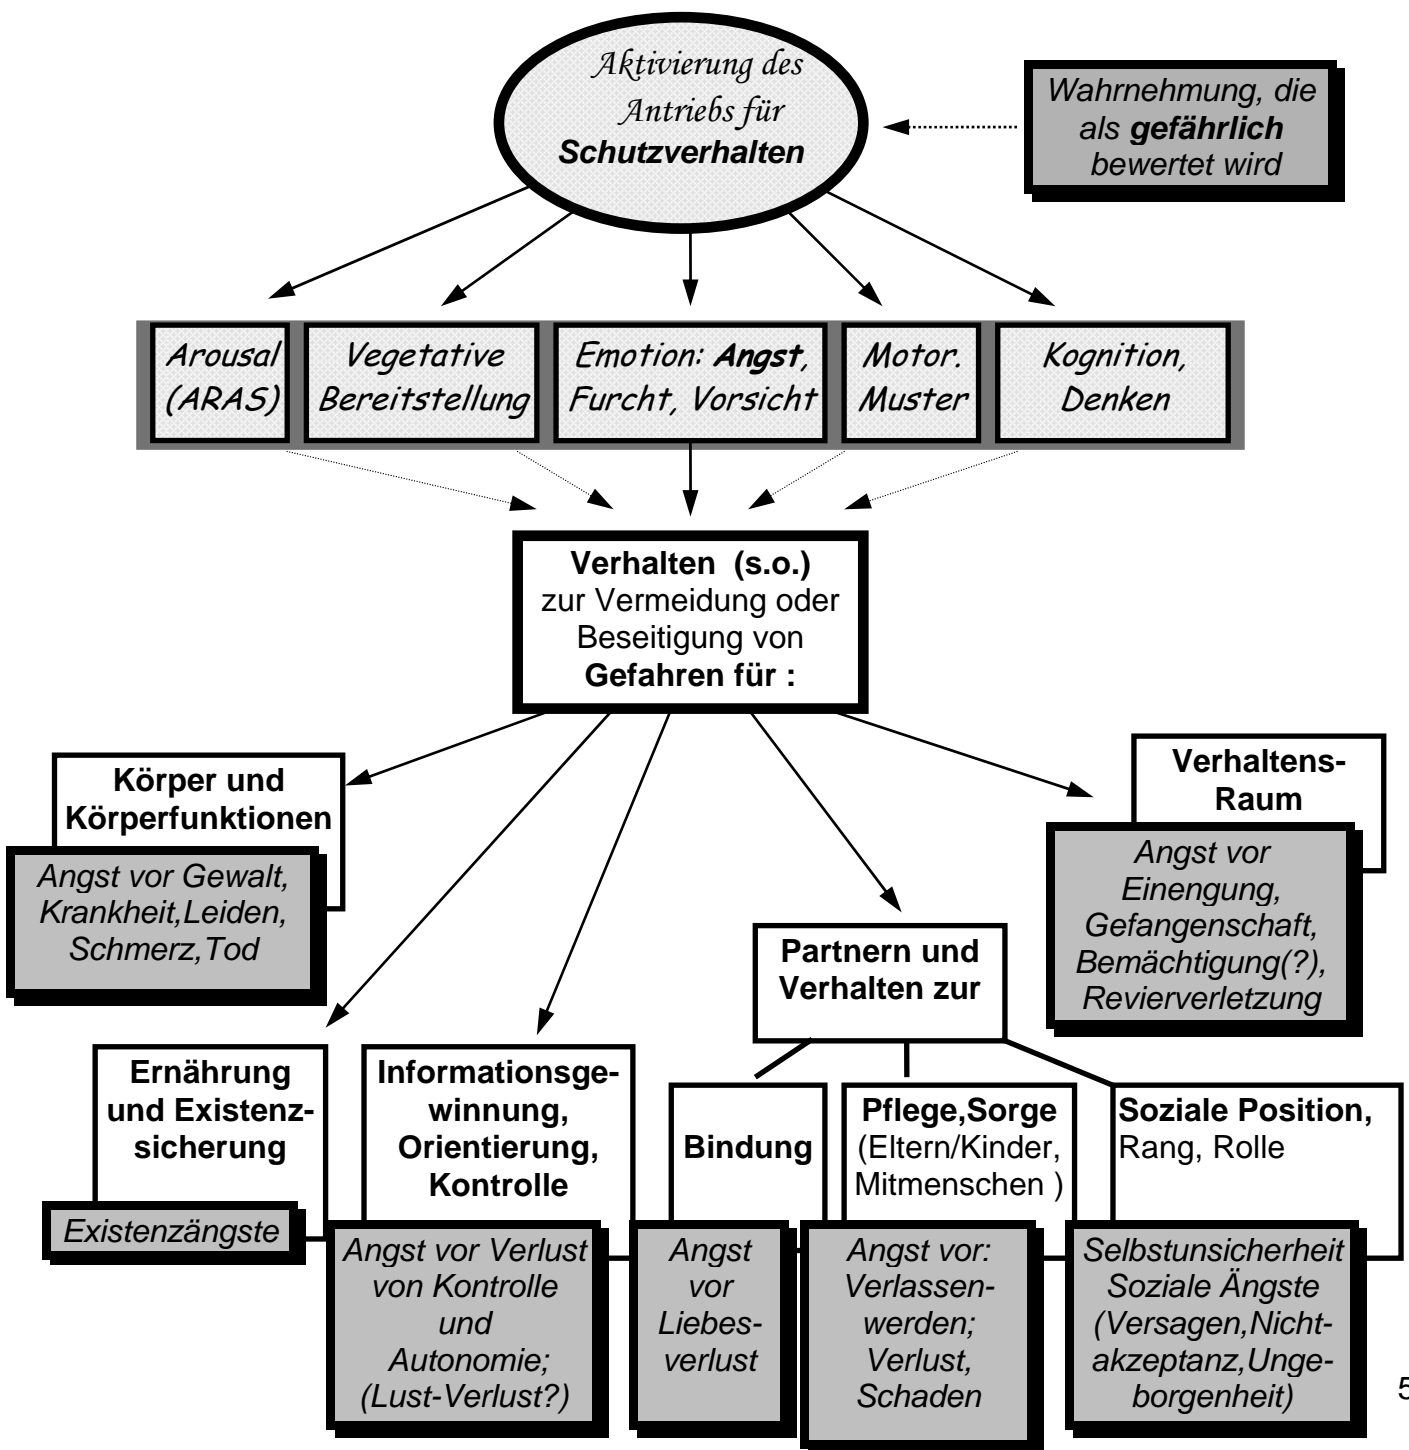 Aktivierung des
Antriebs für
Schutzverhalten
Wahrnehmung, die
als gefährlich
bewertet wird
Arousal
(ARAS)
Vegetative
Bereitstellung
Emotion: Angst,
Furcht, Vorsicht
Motor.
Muster
Kognition,
Denken
Verhalten (s.o.)
zur Vermeidung oder
Beseitigung von
Gefahren für :
Körper und
Körperfunktionen
Angst vor Gewalt,
Krankheit,Leiden,
Schmerz,Tod
Verhaltens-
Raum
Angst vor
Einengung,
Gefangenschaft,
Bemächtigung(?),
Revierverletzung
Partnern und
Verhalten zur
Ernährung
und Existenz-
sicherung
Existenzängste
Informationsge-
winnung,
Orientierung,
Kontrolle
Angst vor Verlust
von Kontrolle
und
Autonomie;
(Lust-Verlust?)
Bindung
Angst
vor
Liebes-
verlust
Pflege,Sorge
(Eltern/Kinder,
Mitmenschen )
Angst vor:
Verlassen-
werden;
Verlust,
Schaden
Soziale Position,
Rang, Rolle
Selbstunsicherheit
Soziale Ängste
(Versagen,Nicht-
akzeptanz,Unge-
borgenheit)
5